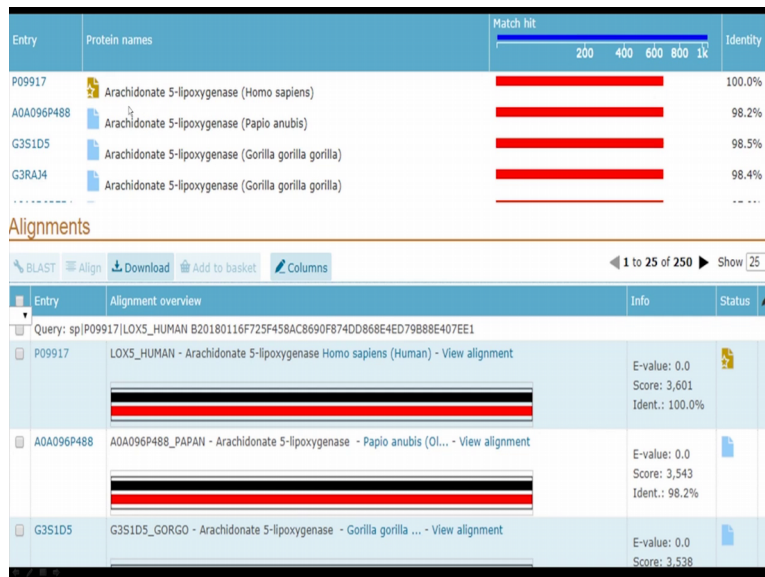 Entry Protein names Match hit Identity
200 400 600 800 1k
P09917 Arachidonate 5-lipoxygenase (Homo sapiens) 100.0%
A0A096P488 Arachidonate 5-lipoxygenase (Papio anubis) 98.2%
G3S1D5 Arachidonate 5-lipoxygenase (Gorilla gorilla gorilla) 98.5%
G3RAJ4 Arachidonate 5-lipoxygenase (Gorilla gorilla gorilla) 98.4%
Alignments
BLAST Align Download Add to basket Columns 1 to 25 of 250 Show 25
Entry Alignment overview Info Status
Query: sp|P09917|LOX5_HUMAN B20180116F725F458AC8690F874DD868E4ED79B88E407EE1
P09917 LOX5_HUMAN - Arachidonate 5-lipoxygenase Homo sapiens (Human) - View alignment
E-value: 0.0
Score: 3,601
Ident.: 100.0%
A0A096P488 A0A096P488_PAPAN - Arachidonate 5-lipoxygenase - Papio anubis (Ol... - View alignment
E-value: 0.0
Score: 3,543
Ident.: 98.2%
G3S1D5 G3S1D5_GORGO - Arachidonate 5-lipoxygenase - Gorilla gorilla ... - View alignment
E-value: 0.0
Score: 3,538